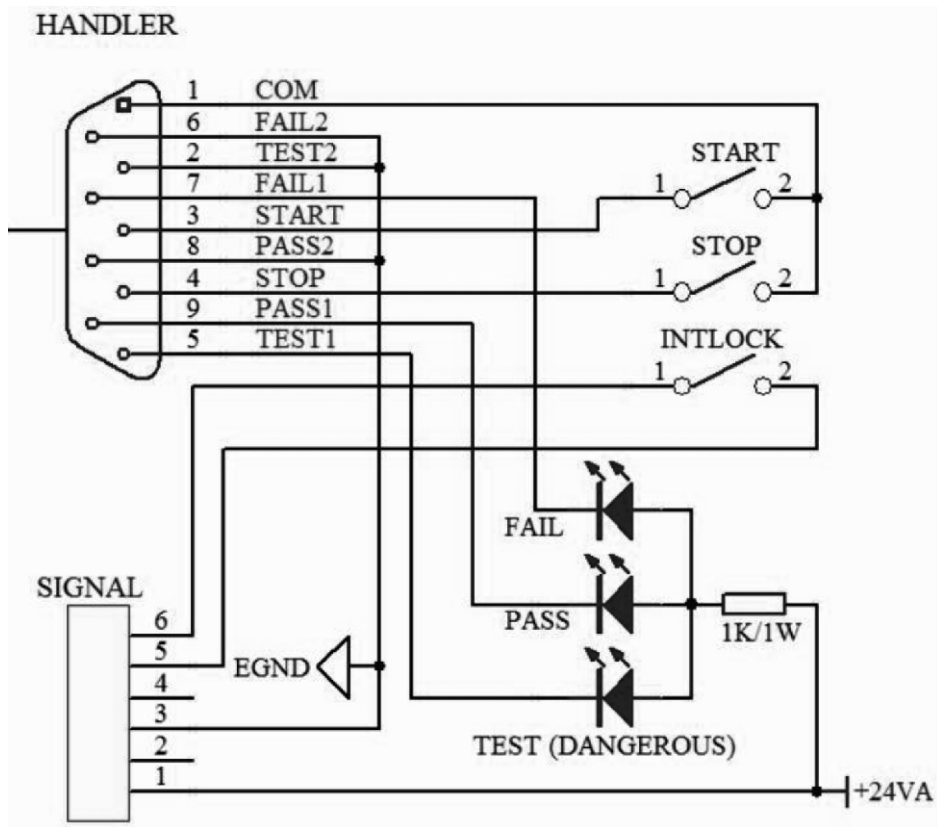 HANDLER
1 COM
6 FAIL2
2 TEST2
7 FAIL1
3 START
8 PASS2
4 STOP
9 PASS1
5 TEST1
START
1 2
STOP
1 2
INTLOCK
1 2
FAIL
PASS
1K/1W
TEST (DANGEROUS)
EGND
SIGNAL
6
5
4
3
2
1
+24VA